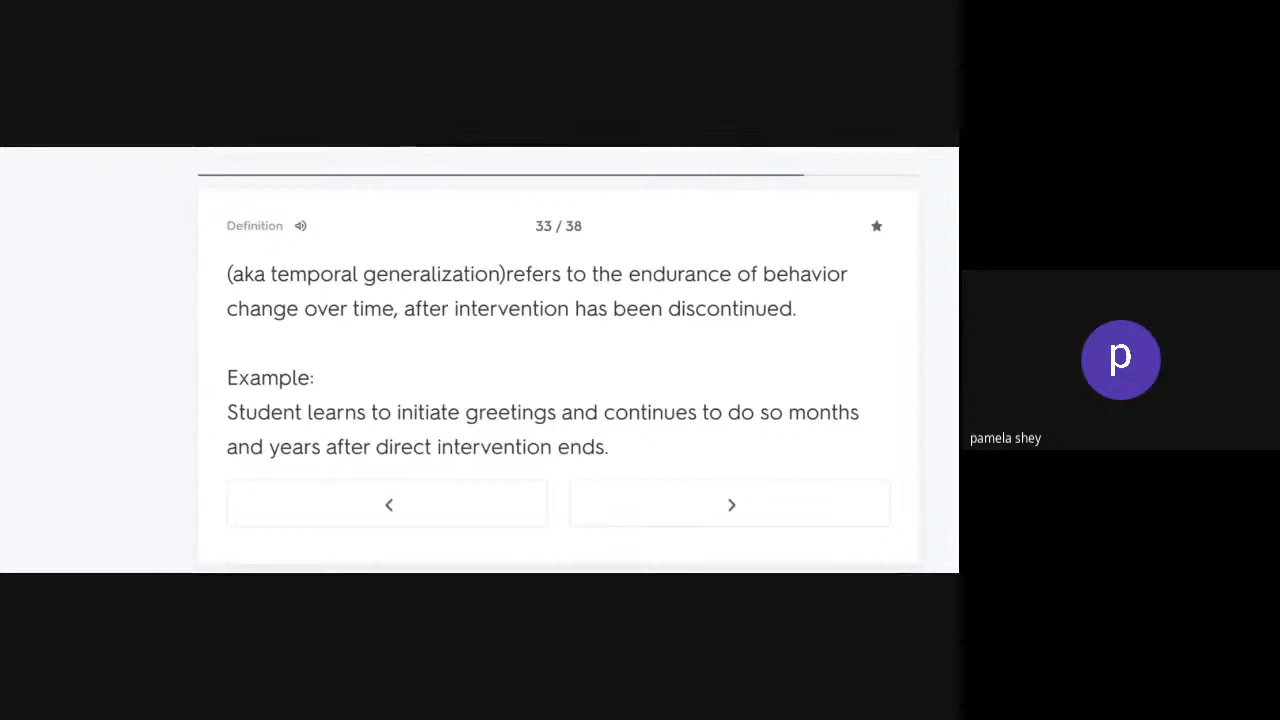 Definition
33 / 38
(aka temporal generalization)refers to the endurance of behavior
change over time, after intervention has been discontinued.
Example:
Student learns to initiate greetings and continues to do so months
and years after direct intervention ends.
p
pamela shey